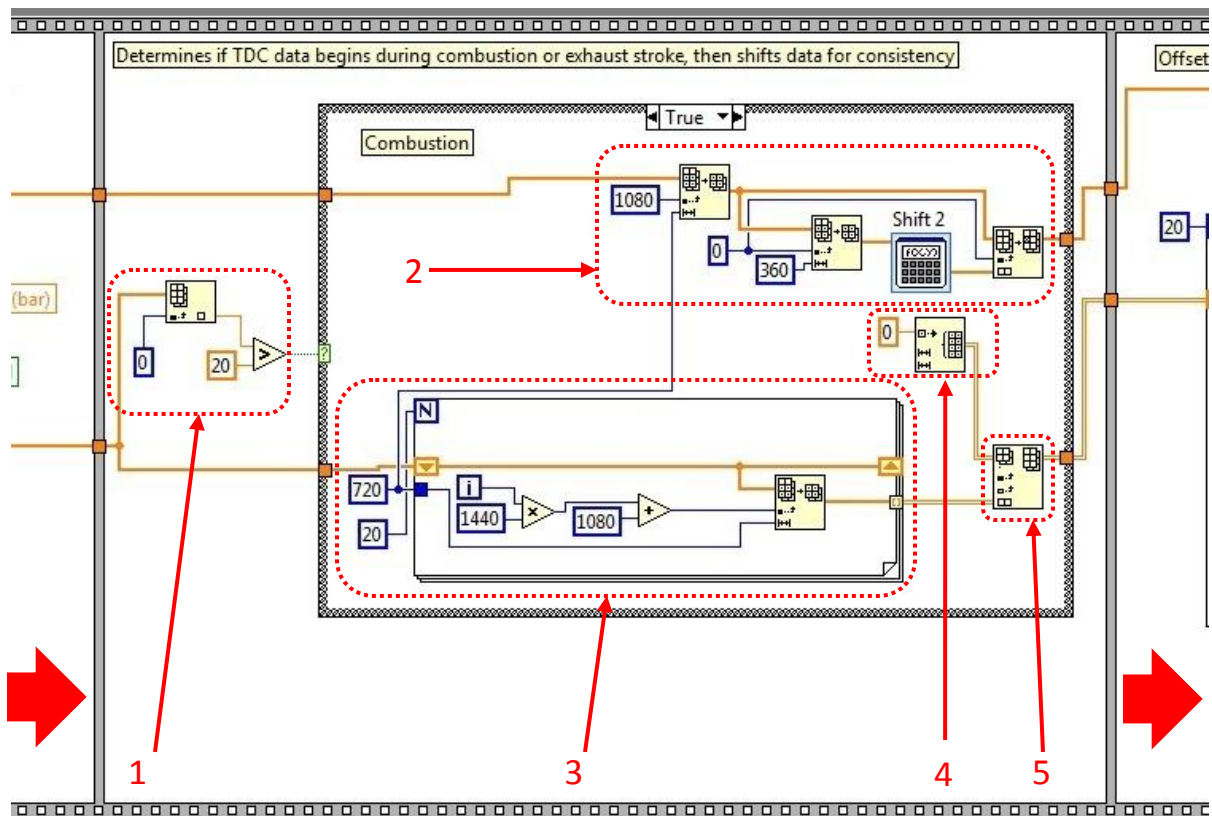 Determines if TDC data begins during combustion or exhaust stroke, then shifts data for consistency
Offset
True
Combustion
1080
Shift 2
F(X,Y)
20
0
360
2
(bar)
0
20
>
?
0
N
720
i
1440
x
1080
+
20
1
3
4
5